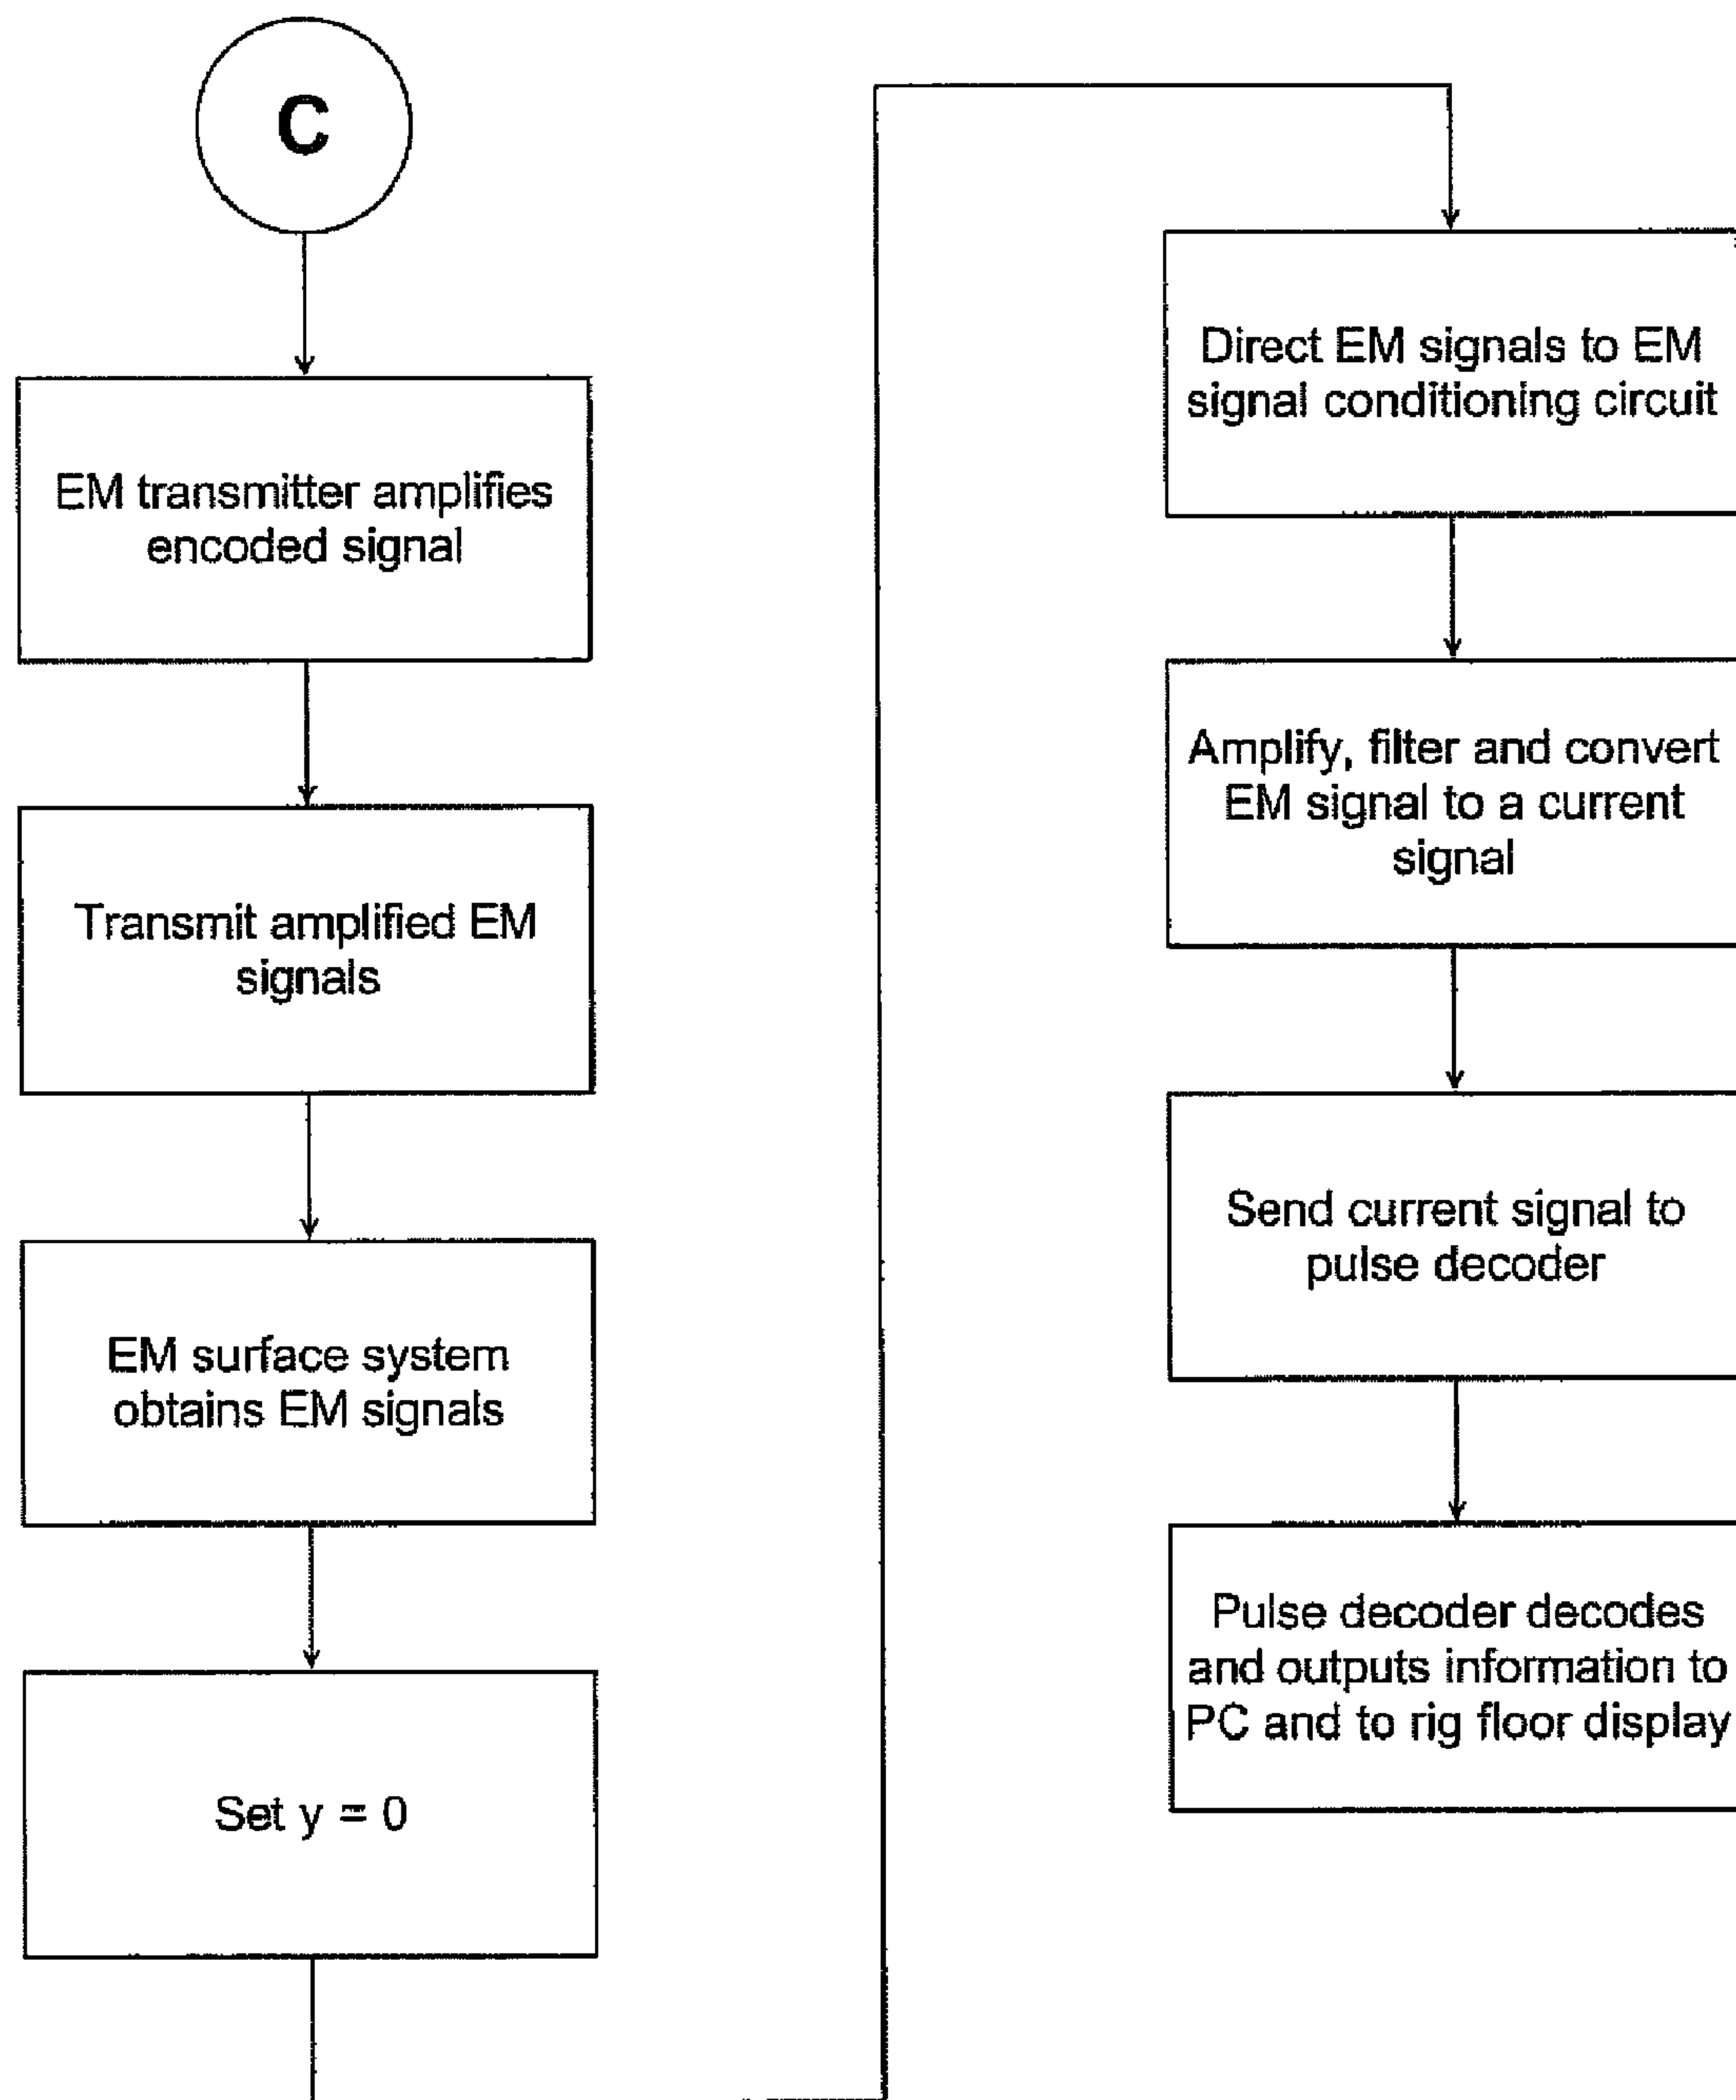 C
EM transmitter amplifies
encoded signal
Transmit amplified EM
signals
EM surface system
obtains EM signals
Set y = 0
Direct EM signals to EM
signal conditioning circuit
Amplify, filter and convert
EM signal to a current
signal
Send current signal to
pulse decoder
Pulse decoder decodes
and outputs information to
PC and to rig floor display